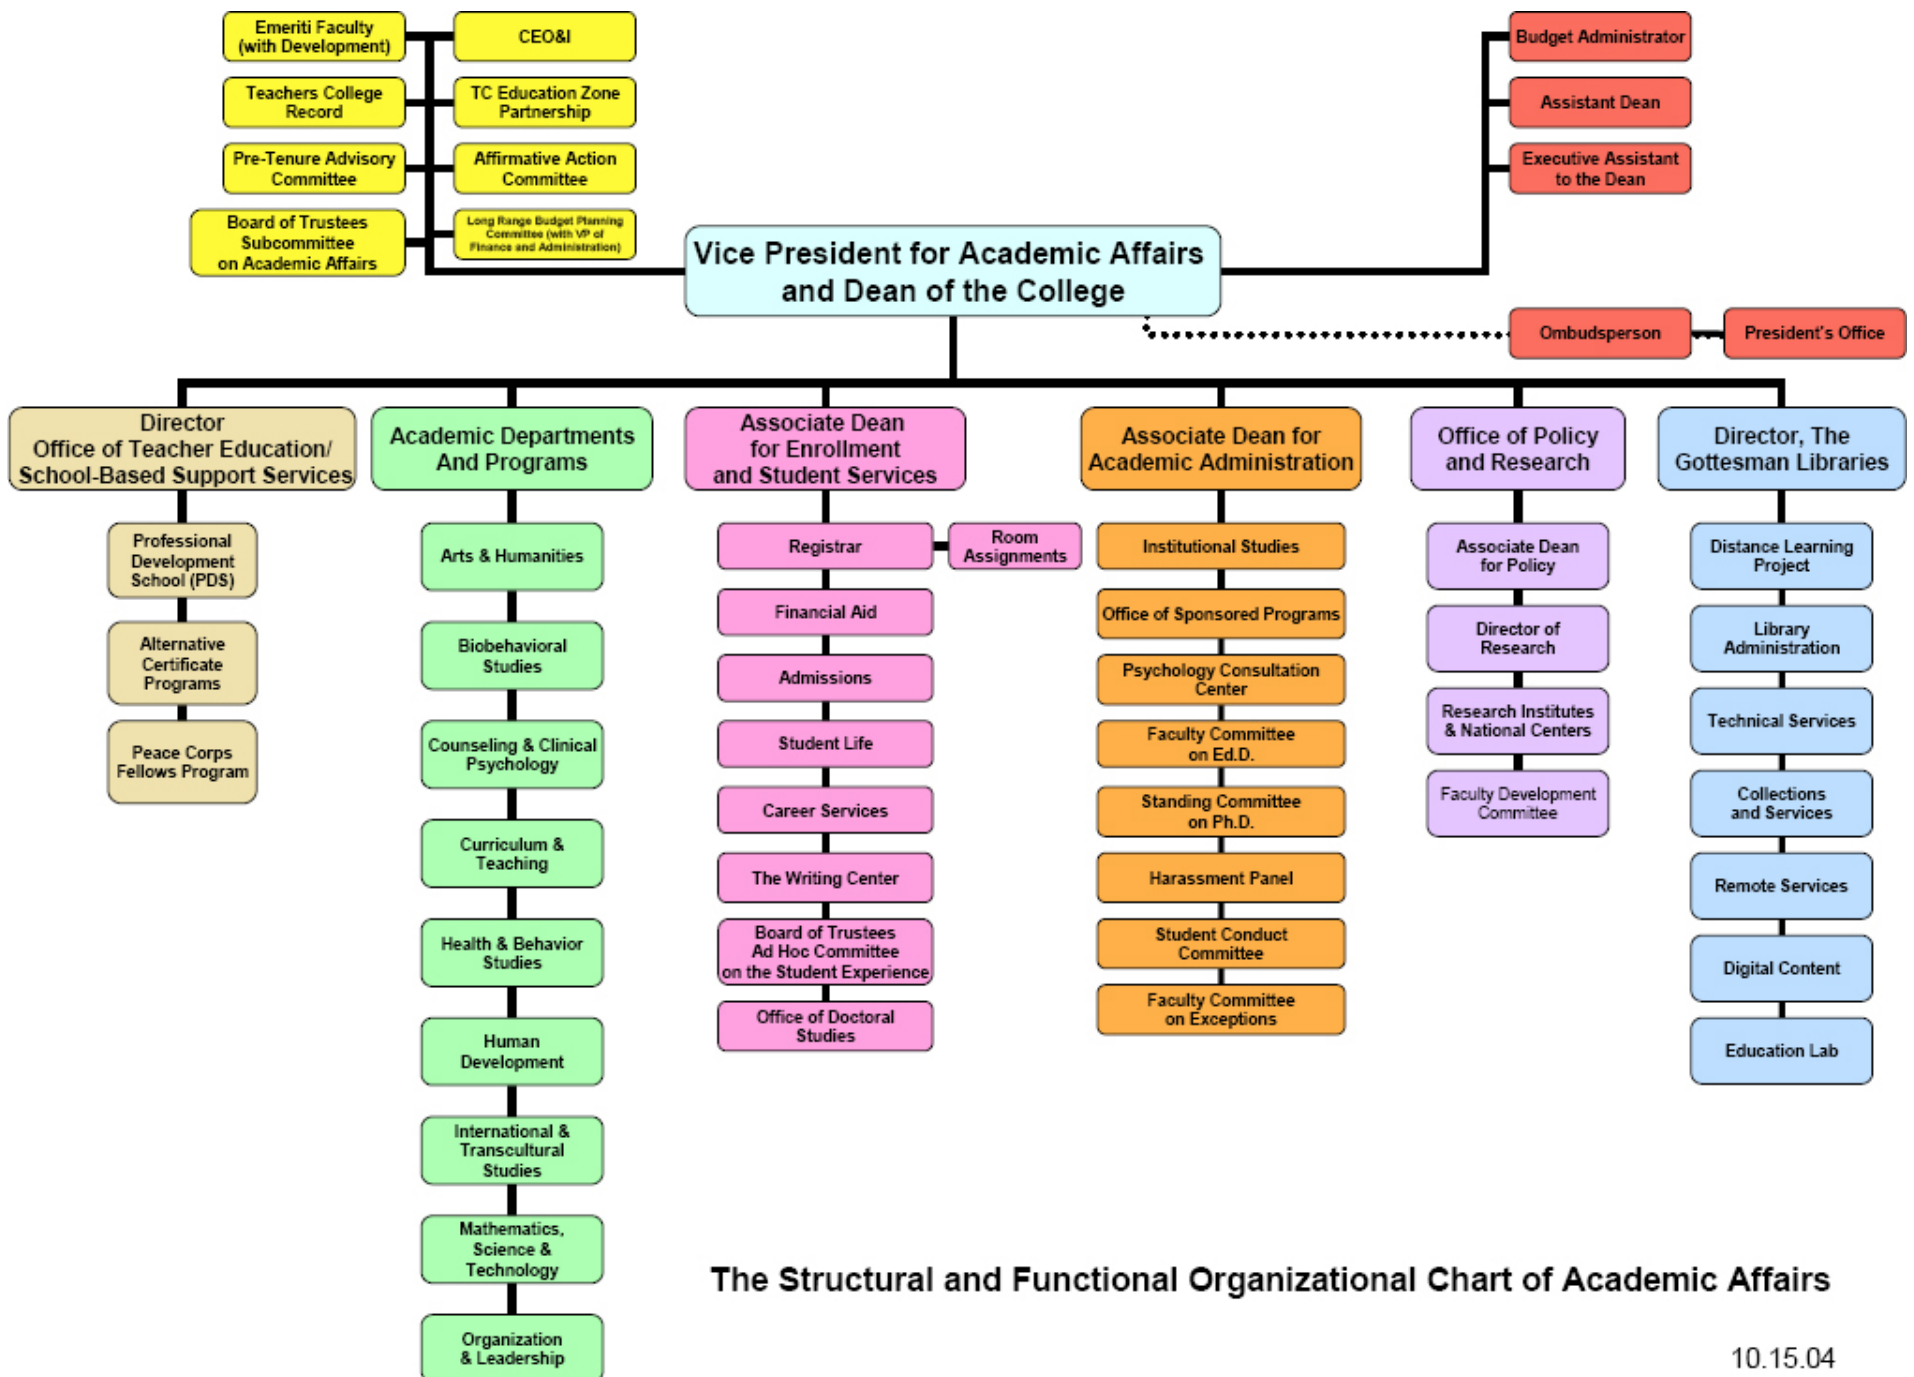 Emeriti Faculty
(with Development)
CEO&I
Teachers College
Record
TC Education Zone
Partnership
Pre-Tenure Advisory
Committee
Affirmative Action
Committee
Board of Trustees
Subcommittee
on Academic Affairs
Long Range Budget Planning
Committee (with VP of
Finance and Administration)
Budget Administrator
Assistant Dean
Executive Assistant
to the Dean
Vice President for Academic Affairs
and Dean of the College
Ombudsperson
President's Office
Director
Office of Teacher Education/
School-Based Support Services
Professional
Development
School (PDS)
Alternative
Certificate
Programs
Peace Corps
Fellows Program
Academic Departments
And Programs
Arts & Humanities
Biobehavioral
Studies
Counseling & Clinical
Psychology
Curriculum &
Teaching
Health & Behavior
Studies
Human
Development
International &
Transcultural
Studies
Mathematics,
Science &
Technology
Organization
& Leadership
Associate Dean
for Enrollment
and Student Services
Registrar
Room
Assignments
Financial Aid
Admissions
Student Life
Career Services
The Writing Center
Board of Trustees
Ad Hoc Committee
on the Student Experience
Office of Doctoral
Studies
Associate Dean for
Academic Administration
Institutional Studies
Office of Sponsored Programs
Psychology Consultation
Center
Faculty Committee
on Ed.D.
Standing Committee
on Ph.D.
Harassment Panel
Student Conduct
Committee
Faculty Committee
on Exceptions
Office of Policy
and Research
Associate Dean
for Policy
Director of
Research
Research Institutes
& National Centers
Faculty Development
Committee
Director, The
Gottesman Libraries
Distance Learning
Project
Library
Administration
Technical Services
Collections
and Services
Remote Services
Digital Content
Education Lab
The Structural and Functional Organizational Chart of Academic Affairs
10.15.04